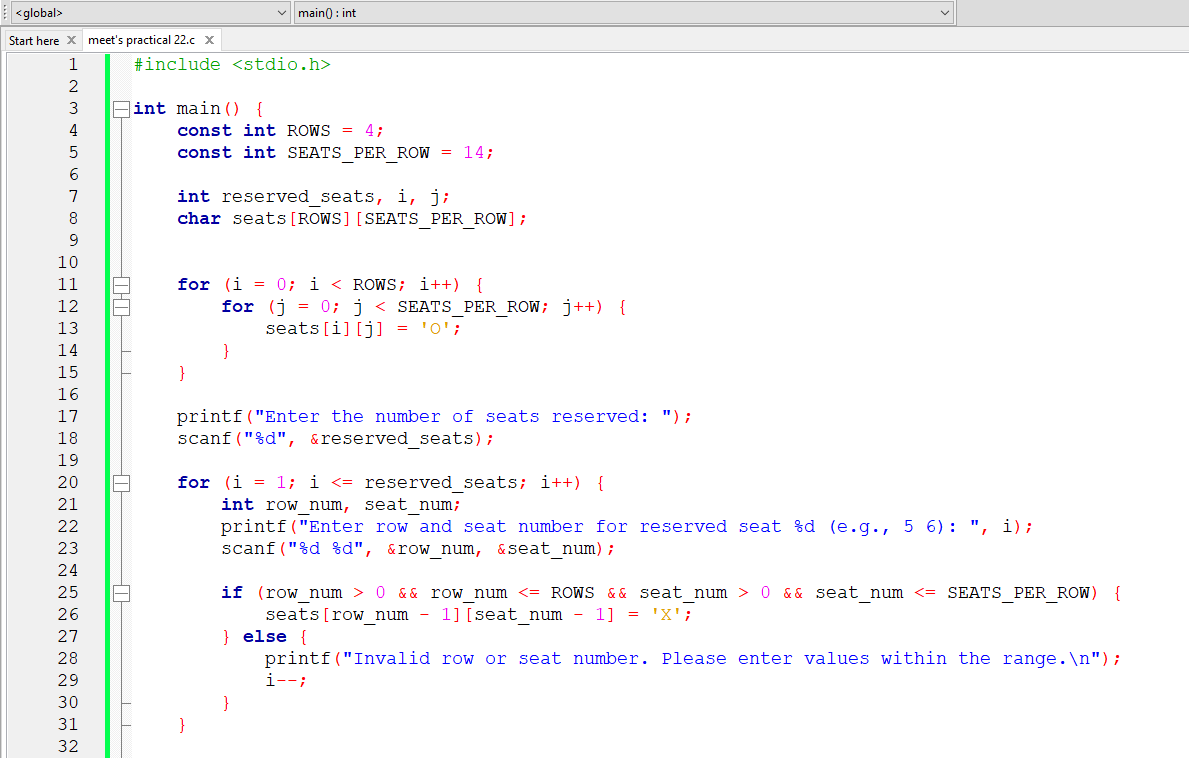 <global> main() : int
Start here X meet's practical 22.c X
1 #include <stdio.h>
2
3 int main() {
4     const int ROWS = 4;
5     const int SEATS_PER_ROW = 14;
6
7     int reserved_seats, i, j;
8     char seats[ROWS][SEATS_PER_ROW];
9
10
11     for (i = 0; i < ROWS; i++) {
12         for (j = 0; j < SEATS_PER_ROW; j++) {
13             seats[i][j] = 'O';
14         }
15     }
16
17     printf("Enter the number of seats reserved: ");
18     scanf("%d", &reserved_seats);
19
20     for (i = 1; i <= reserved_seats; i++) {
21         int row_num, seat_num;
22         printf("Enter row and seat number for reserved seat %d (e.g., 5 6): ", i);
23         scanf("%d %d", &row_num, &seat_num);
24
25         if (row_num > 0 && row_num <= ROWS && seat_num > 0 && seat_num <= SEATS_PER_ROW) {
26             seats[row_num - 1][seat_num - 1] = 'X';
27         } else {
28             printf("Invalid row or seat number. Please enter values within the range.\n");
29             i--;
30         }
31     }
32